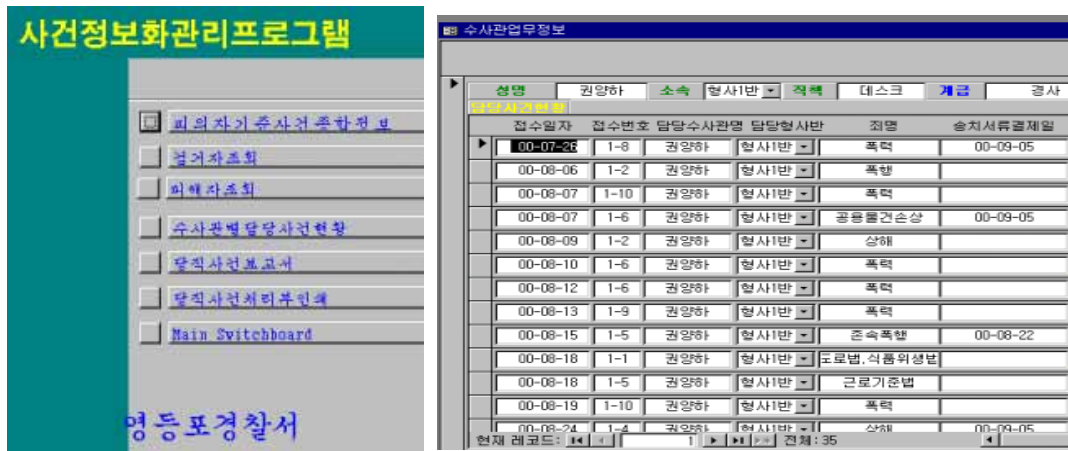 사건정보화관리프로그램
피의자기준사건종합정보
검거자조회
피해자조회
수사관별담당사건현황
당직사건보고서
당직사건처리부인쇄
Main Switchboard
영등포경찰서
수사관업무정보
성명 권양하 소속 형사1반 직책 데스크 계급 경사
담당사건현황
접수일자 접수번호 담당수사관명 담당형사반 죄명 송치서류결제일
00-07-26 1-8 권양하 형사1반 폭력 00-09-05
00-08-06 1-2 권양하 형사1반 폭행
00-08-07 1-10 권양하 형사1반 폭력
00-08-07 1-6 권양하 형사1반 공용물건손상 00-09-05
00-08-09 1-2 권양하 형사1반 상해
00-08-10 1-6 권양하 형사1반 폭력
00-08-12 1-6 권양하 형사1반 폭력
00-08-13 1-9 권양하 형사1반 폭력
00-08-15 1-5 권양하 형사1반 존속폭행 00-08-22
00-08-18 1-1 권양하 형사1반 도로법,식품위생법
00-08-18 1-5 권양하 형사1반 근로기준법
00-08-19 1-10 권양하 형사1반 폭력
00-08-24 1-4 권양하 형사1반 상해 00-09-05
현재 레코드: 1 전체:35